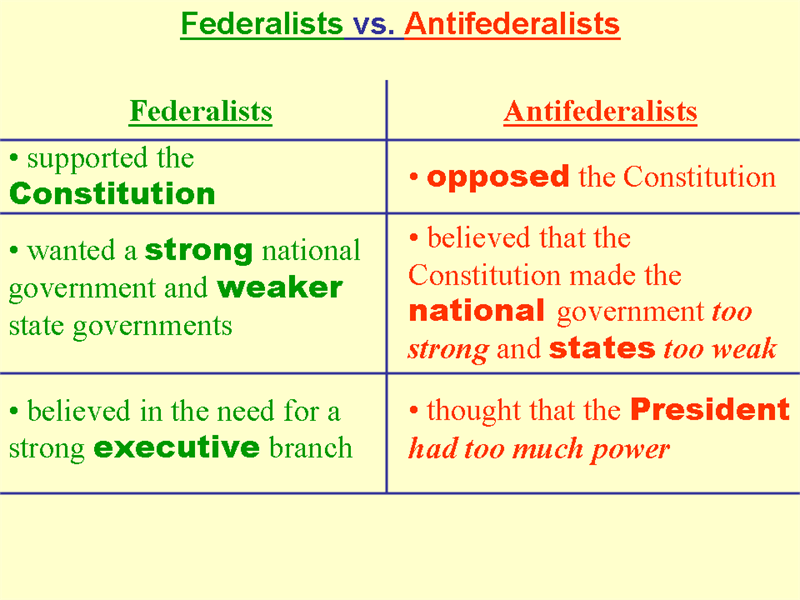 Federalists vs. Antifederalists
Federalists
Antifederalists
• supported the
Constitution
• opposed the Constitution
• wanted a strong national
government and weaker
state governments
• believed that the
Constitution made the
national government too
strong and states too weak
• believed in the need for a
strong executive branch
• thought that the President
had too much power